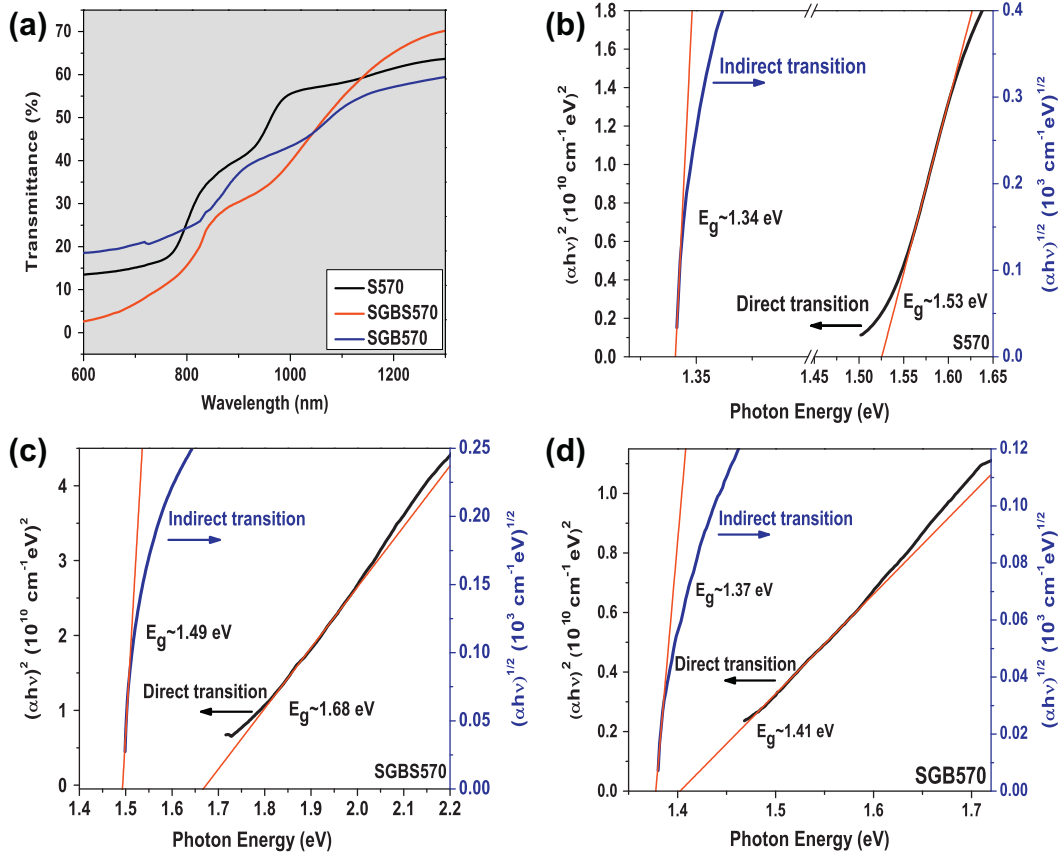 (a)
Transmittance (%)
70
60
50
40
30
20
10
0
S570
SGBS570
SGB570
600
800
1000
1200
Wavelength (nm)
(b)
(αhν)² (10¹⁰ cm⁻¹ eV)²
1.8
1.6
1.4
1.2
1.0
0.8
0.6
0.4
0.2
0.0
Indirect transition
E_g~1.34 eV
Direct transition
E_g~1.53 eV
S570
0.4
0.3
0.2
0.1
0.0
(αhν)^1/2 (10³ cm⁻¹eV)^1/2
1.35
1.45
1.50
1.55
1.60
1.65
Photon Energy (eV)
(c)
(αhν)² (10¹⁰ cm⁻¹eV)²
4
3
2
1
0
Indirect transition
E_g~1.49 eV
Direct transition
E_g~1.68 eV
SGBS570
0.25
0.20
0.15
0.10
0.05
0.00
(αhν)^1/2 (10³ cm⁻¹eV)^1/2
1.4
1.5
1.6
1.7
1.8
1.9
2.0
2.1
2.2
Photon Energy (eV)
(d)
(αhν)² (10¹⁰ cm⁻¹eV)²
1.0
0.8
0.6
0.4
0.2
0.0
Indirect transition
E_g~1.37 eV
Direct transition
E_g~1.41 eV
SGB570
0.12
0.10
0.08
0.06
0.04
0.02
0.00
(αhν)^1/2 (10³ cm⁻¹eV)^1/2
1.4
1.5
1.6
1.7
Photon Energy (eV)